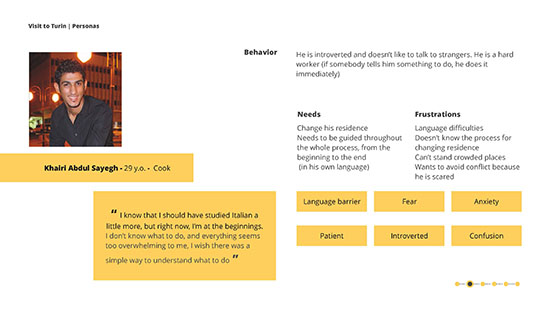 Visit to Turin | Personas
Behavior
He is introverted and doesn't like to talk to strangers. He is a hard
worker (if somebody tells him something to do, he does it
immediately)
Needs
Change his residence
Needs to be guided throughout
the whole process, from the
beginning to the end
(in his own language)
Frustrations
Language difficulties
Doesn't know the process for
changing residence
Can't stand crowded places
Wants to avoid conflict because
he is scared
Khairi Abdul Sayegh - 29 y.o. - Cook
" I know that I should have studied Italian a
little more, but right now, I'm at the beginnings.
I don't know what to do, and everything seems
too overwhelming to me, I wish there was a
simple way to understand what to do "
Language barrier
Fear
Anxiety
Patient
Introverted
Confusion